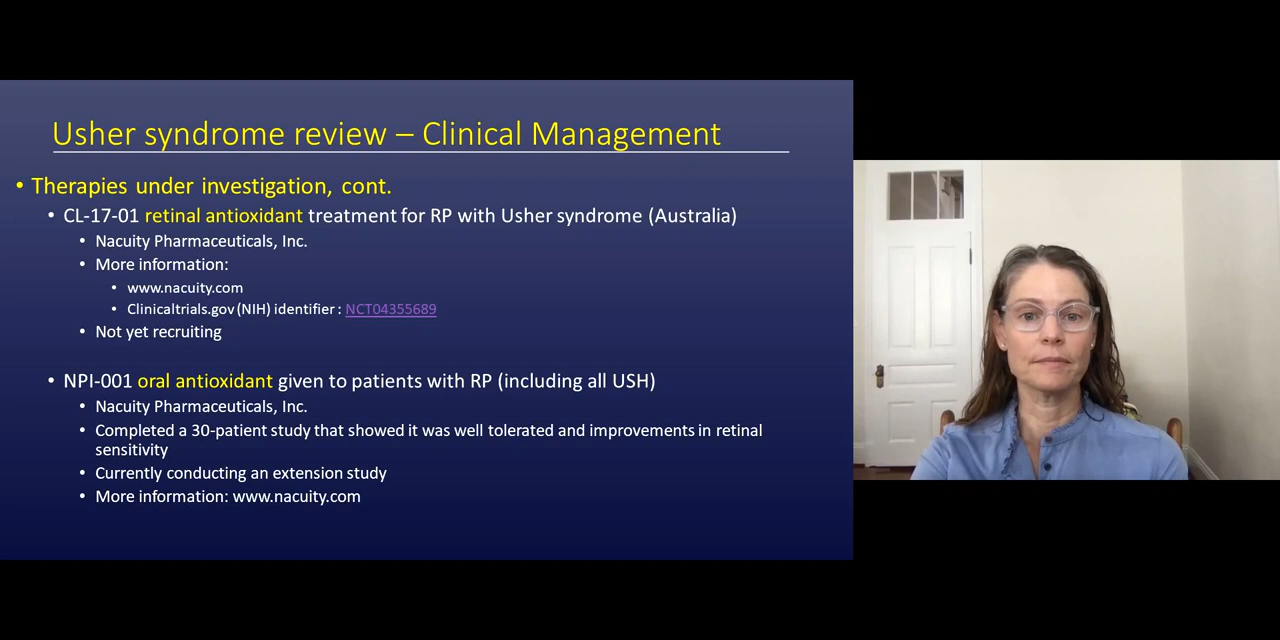 Usher syndrome review – Clinical Management
• Therapies under investigation, cont.
• CL-17-01 retinal antioxidant treatment for RP with Usher syndrome (Australia)
• Nacuity Pharmaceuticals, Inc.
• More information:
• www.nacuity.com
• Clinicaltrials.gov (NIH) identifier : NCT04355689
• Not yet recruiting
• NPI-001 oral antioxidant given to patients with RP (including all USH)
• Nacuity Pharmaceuticals, Inc.
• Completed a 30-patient study that showed it was well tolerated and improvements in retinal
sensitivity
• Currently conducting an extension study
• More information: www.nacuity.com